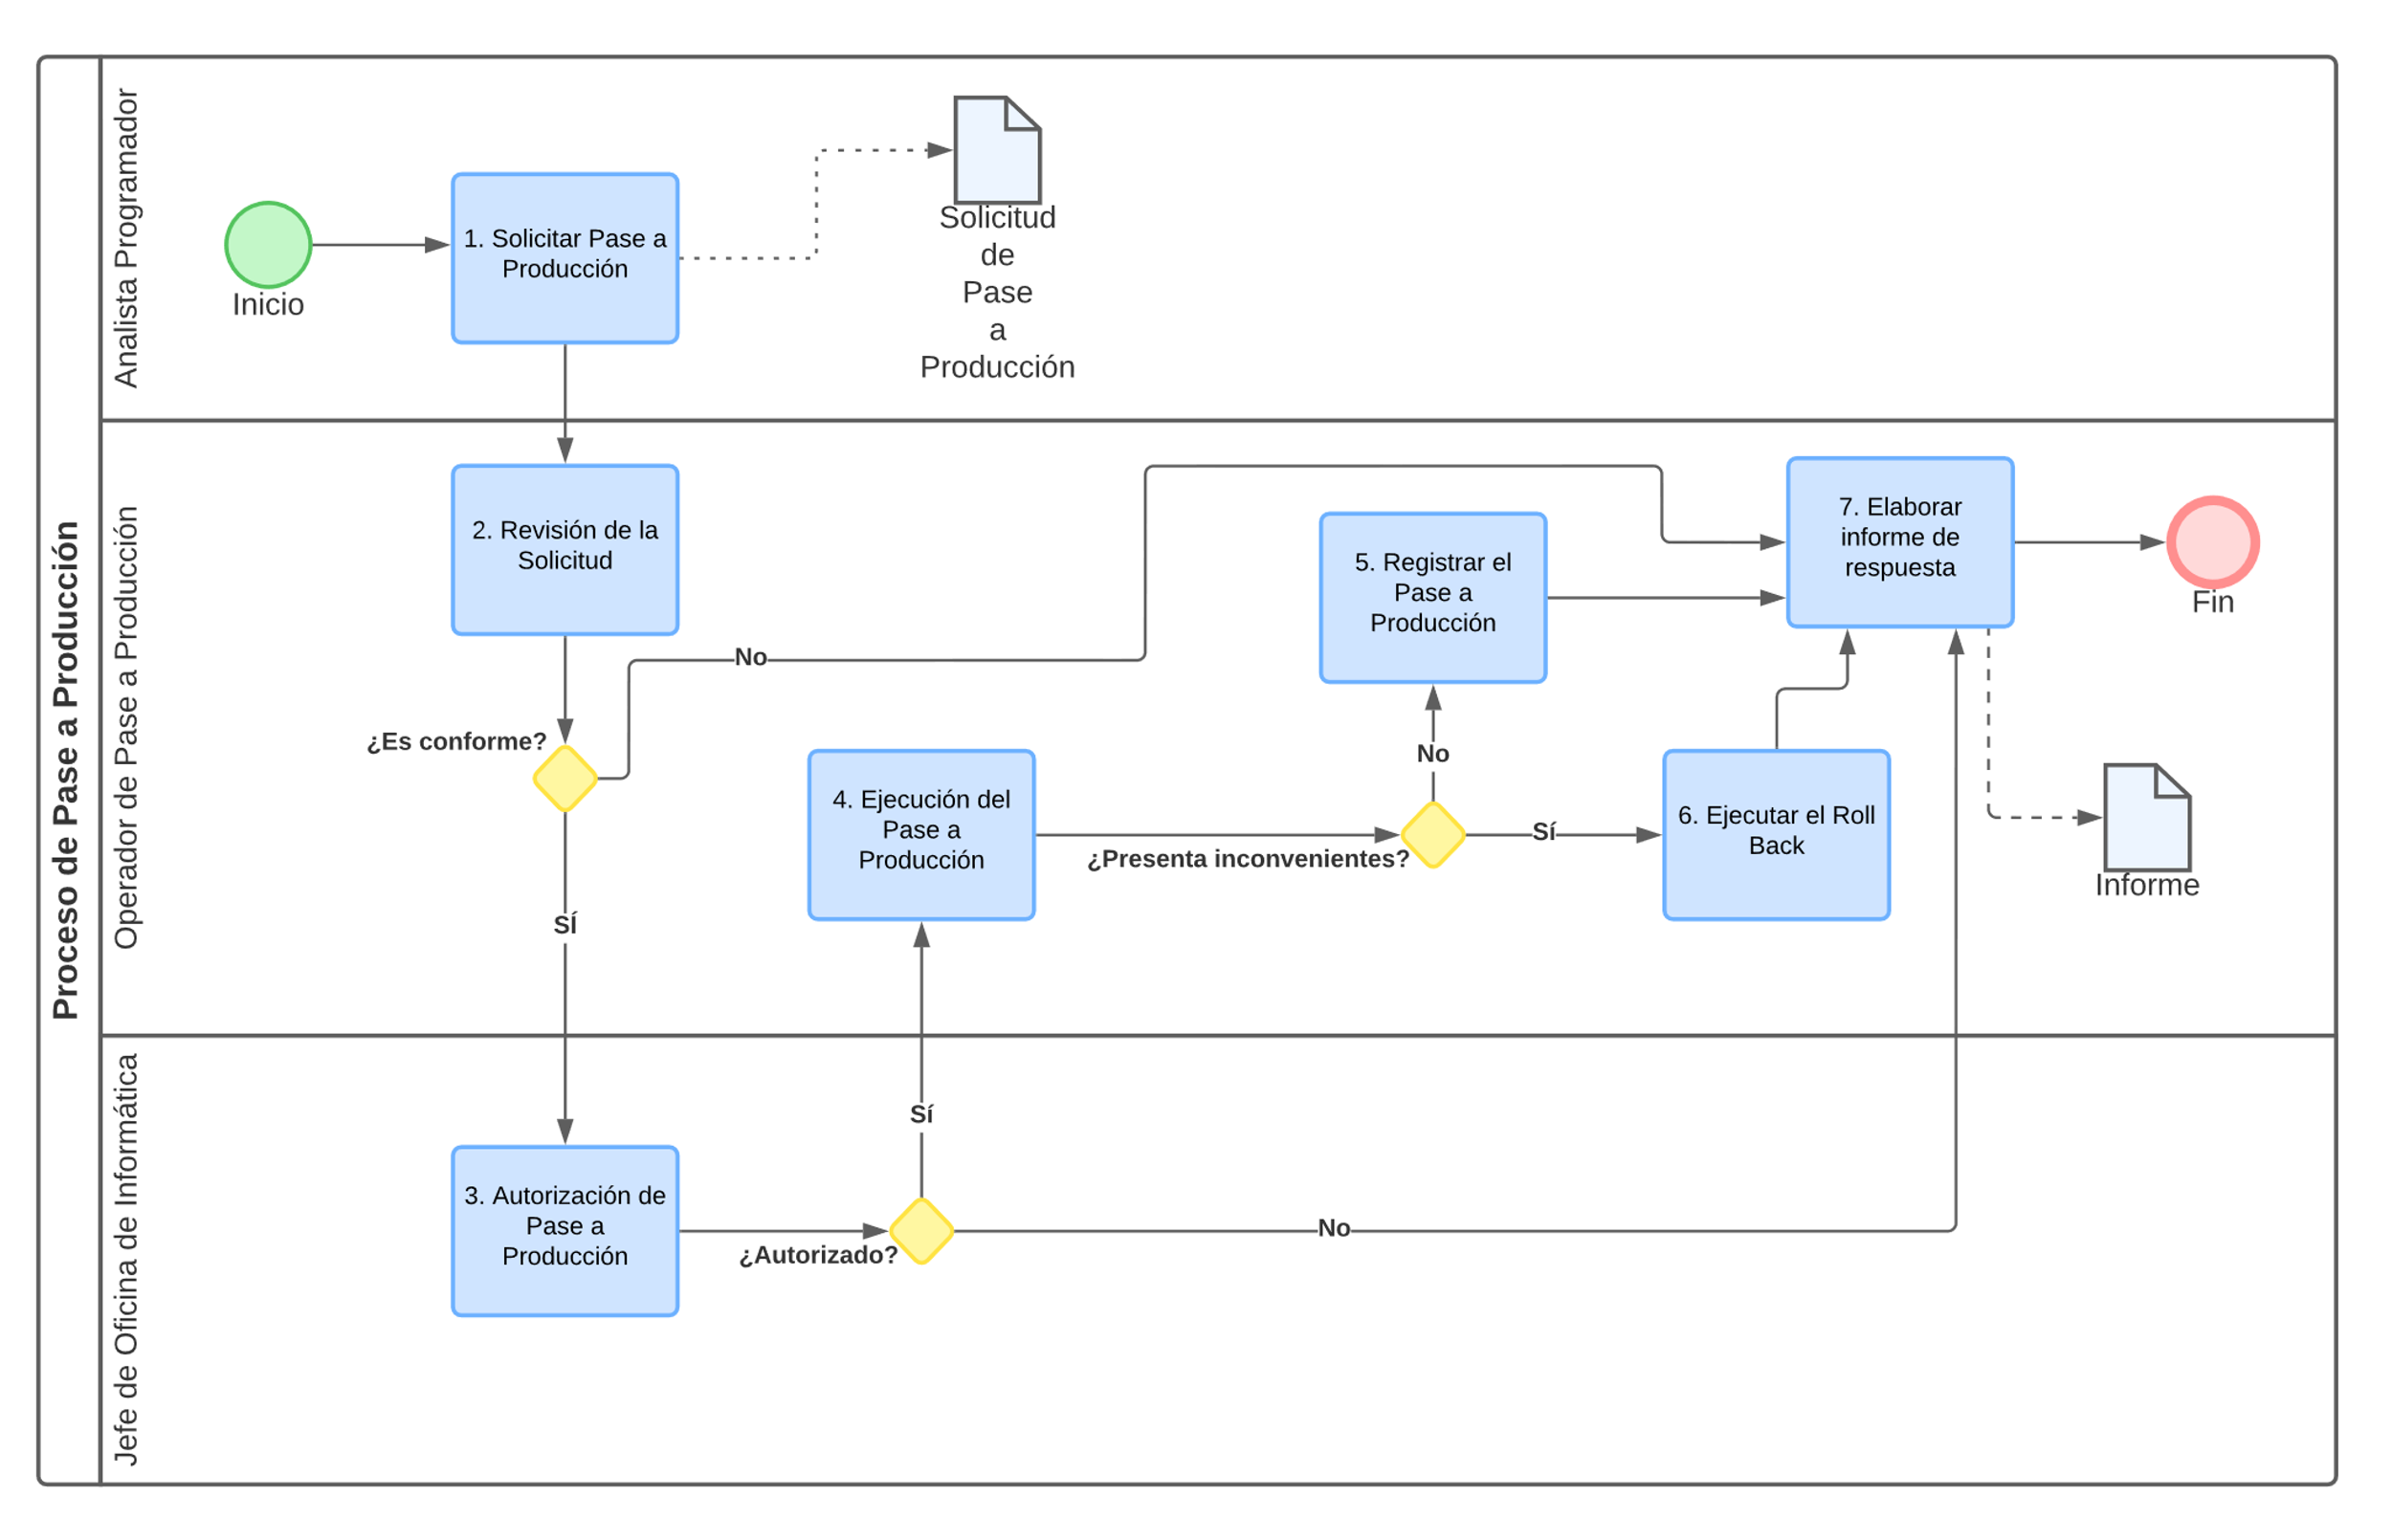 Proceso de Pase a Producción
Analista Programador
Inicio
1. Solicitar Pase a
Producción
Solicitud
de
Pase
a
Producción
Operador de Pase a Producción
2. Revisión de la
Solicitud
¿Es conforme?
No
SÍ
4. Ejecución del
Pase a
Producción
¿Presenta inconvenientes?
No
Sí
5. Registrar el
Pase a
Producción
6. Ejecutar el Roll
Back
7. Elaborar
informe de
respuesta
Fin
Informe
Jefe de Oficina de Informática
3. Autorización de
Pase a
Producción
¿Autorizado?
Sí
No